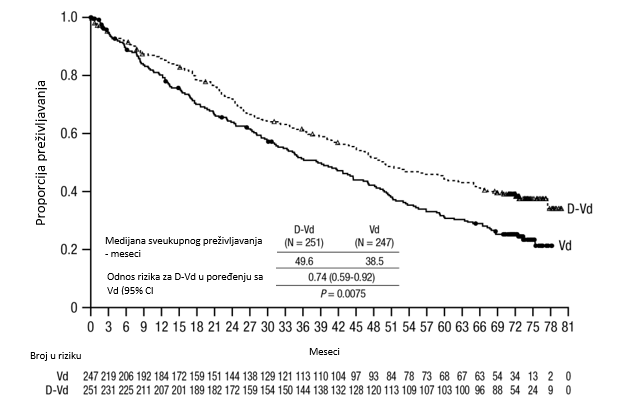 Proporcija preživljavanja
1.0
0.8
0.6
0.4
0.2
0
D-Vd
Vd
D-Vd Vd
(N = 251) (N = 247)
Medijana sveukupnog preživljavanja
- meseci
49.6 38.5
Odnos rizika za D-Vd u poređenju sa
Vd (95% CI
0.74 (0.59-0.92)
P = 0.0075
0 3 6 9 12 15 18 21 24 27 30 33 36 39 42 45 48 51 54 57 60 63 66 69 72 75 78 81
Meseci
Broj u riziku
Vd 247 219 206 192 184 172 159 151 144 138 129 121 113 110 104 97 93 84 78 73 68 67 63 54 34 13 2 0
D-Vd 251 231 225 211 207 201 189 182 172 159 154 150 144 138 132 128 120 113 109 107 103 100 96 88 54 24 9 0